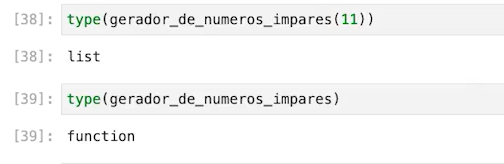 [38]: type(gerador_de_numeros_impares(11))
[38]: list
[39]: type(gerador_de_numeros_impares)
[39]: function